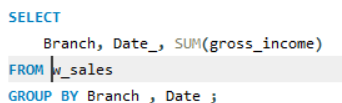 SELECT
Branch, Date_, SUM(gross_income)
FROM w_sales
GROUP BY Branch , Date ;